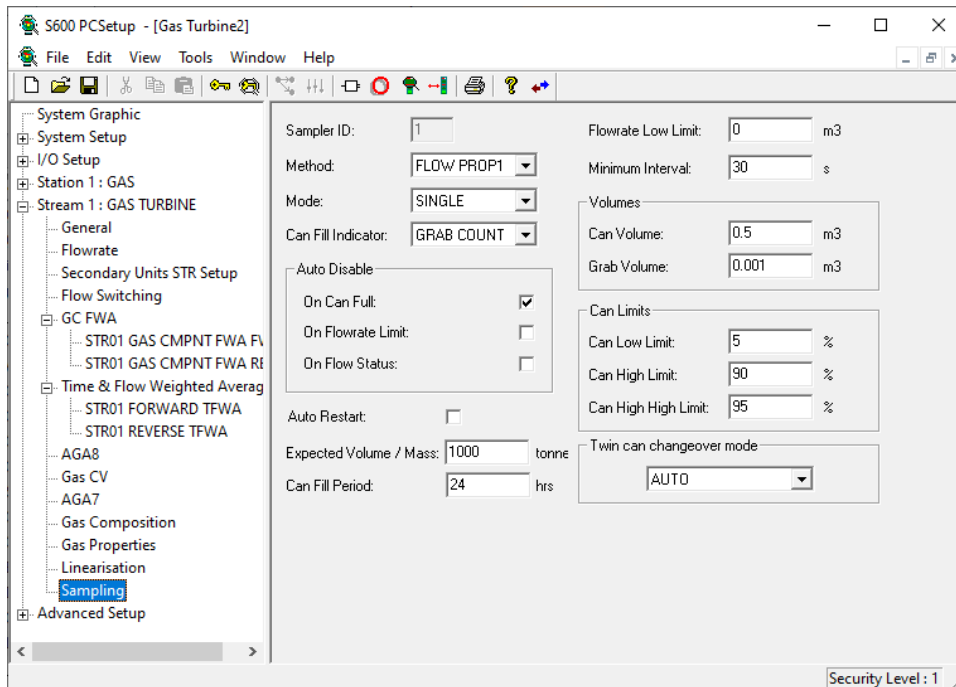 S600 PCSetup - [Gas Turbine2]
File Edit View Tools Window Help
System Graphic
System Setup
I/O Setup
Station 1 : GAS
Stream 1 : GAS TURBINE
General
Flowrate
Secondary Units STR Setup
Flow Switching
GC FWA
STR01 GAS CMPNT FWA FW
STR01 GAS CMPNT FWA RE
Time & Flow Weighted Averag
STR01 FORWARD TFWA
STR01 REVERSE TFWA
AGA8
Gas CV
AGA7
Gas Composition
Gas Properties
Linearisation
Sampling
Advanced Setup
Sampler ID: 1
Method: FLOW PROP1
Mode: SINGLE
Can Fill Indicator: GRAB COUNT
Auto Disable
On Can Full:
On Flowrate Limit:
On Flow Status:
Auto Restart:
Expected Volume / Mass: 1000 tonne
Can Fill Period: 24 hrs
Flowrate Low Limit: 0 m3
Minimum Interval: 30 s
Volumes
Can Volume: 0.5 m3
Grab Volume: 0.001 m3
Can Limits
Can Low Limit: 5 %
Can High Limit: 90 %
Can High High Limit: 95 %
Twin can changeover mode
AUTO
Security Level : 1